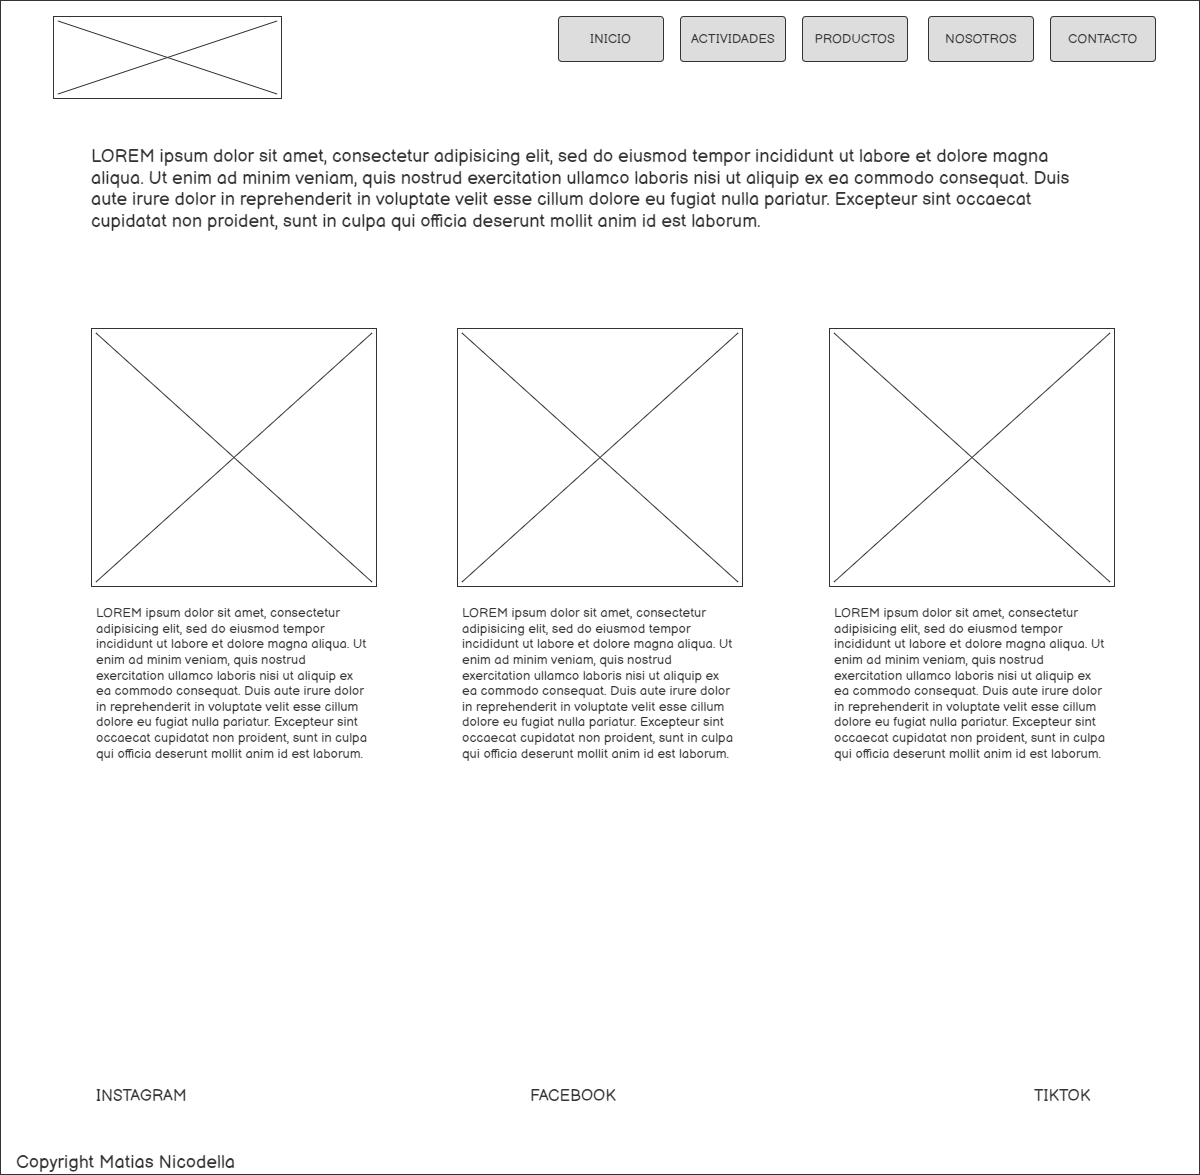 INICIO
ACTIVIDADES
PRODUCTOS
NOSOTROS
CONTACTO
LOREM ipsum dolor sit amet, consectetur adipisicing elit, sed do eiusmod tempor incididunt ut labore et dolore magna
aliqua. Ut enim ad minim veniam, quis nostrud exercitation ullamco laboris nisi ut aliquip ex ea commodo consequat. Duis
aute irure dolor in reprehenderit in voluptate velit esse cillum dolore eu fugiat nulla pariatur. Excepteur sint occaecat
cupidatat non proident, sunt in culpa qui officia deserunt mollit anim id est laborum.
LOREM ipsum dolor sit amet, consectetur
adipisicing elit, sed do eiusmod tempor
incididunt ut labore et dolore magna aliqua. Ut
enim ad minim veniam, quis nostrud
exercitation ullamco laboris nisi ut aliquip ex
ea commodo consequat. Duis aute irure dolor
in reprehenderit in voluptate velit esse cillum
dolore eu fugiat nulla pariatur. Excepteur sint
occaecat cupidatat non proident, sunt in culpa
qui officia deserunt mollit anim id est laborum.
LOREM ipsum dolor sit amet, consectetur
adipisicing elit, sed do eiusmod tempor
incididunt ut labore et dolore magna aliqua. Ut
enim ad minim veniam, quis nostrud
exercitation ullamco laboris nisi ut aliquip ex
ea commodo consequat. Duis aute irure dolor
in reprehenderit in voluptate velit esse cillum
dolore eu fugiat nulla pariatur. Excepteur sint
occaecat cupidatat non proident, sunt in culpa
qui officia deserunt mollit anim id est laborum.
LOREM ipsum dolor sit amet, consectetur
adipisicing elit, sed do eiusmod tempor
incididunt ut labore et dolore magna aliqua. Ut
enim ad minim veniam, quis nostrud
exercitation ullamco laboris nisi ut aliquip ex
ea commodo consequat. Duis aute irure dolor
in reprehenderit in voluptate velit esse cillum
dolore eu fugiat nulla pariatur. Excepteur sint
occaecat cupidatat non proident, sunt in culpa
qui officia deserunt mollit anim id est laborum.
INSTAGRAM
FACEBOOK
TIKTOK
Copyright Matias Nicodella